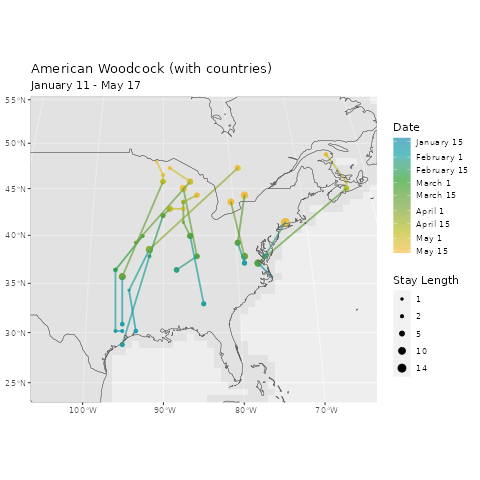 American Woodcock (with countries)
January 11 - May 17
55°N
50°N
45°N
40°N
35°N
30°N
25°N
100°W
90°W
80°W
70°W
Date
January 15
February 1
February 15
March 1
March 15
April 1
April 15
May 1
May 15
Stay Length
1
2
5
10
14